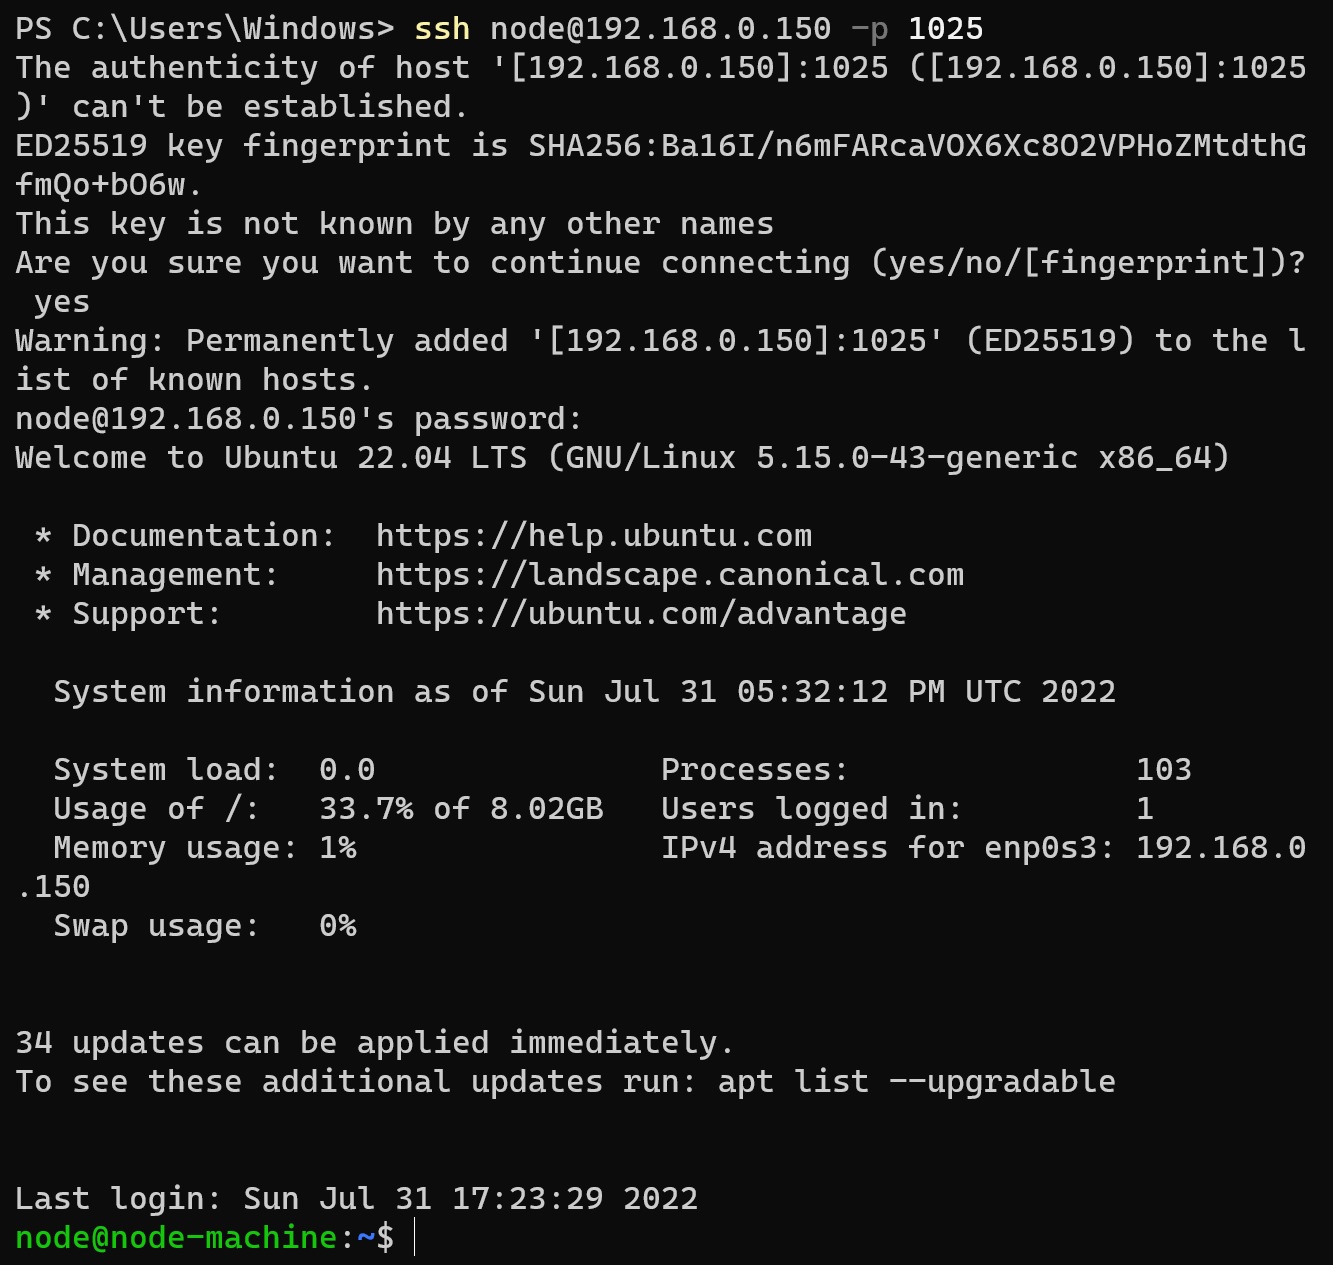 PS C:\Users\Windows> ssh node@192.168.0.150 -p 1025
The authenticity of host '[192.168.0.150]:1025 ([192.168.0.150]:1025
)' can't be established.
ED25519 key fingerprint is SHA256:Ba16I/n6mFARcaVOX6Xc8O2VPHoZMtdthG
fmQo+bO6w.
This key is not known by any other names
Are you sure you want to continue connecting (yes/no/[fingerprint])?
 yes
Warning: Permanently added '[192.168.0.150]:1025' (ED25519) to the l
ist of known hosts.
node@192.168.0.150's password:
Welcome to Ubuntu 22.04 LTS (GNU/Linux 5.15.0-43-generic x86_64)

 * Documentation:  https://help.ubuntu.com
 * Management:     https://landscape.canonical.com
 * Support:        https://ubuntu.com/advantage

  System information as of Sun Jul 31 05:32:12 PM UTC 2022

  System load:  0.0               Processes:               103
  Usage of /:   33.7% of 8.02GB   Users logged in:         1
  Memory usage: 1%                IPv4 address for enp0s3: 192.168.0
.150
  Swap usage:   0%


34 updates can be applied immediately.
To see these additional updates run: apt list --upgradable


Last login: Sun Jul 31 17:23:29 2022
node@node-machine:~$